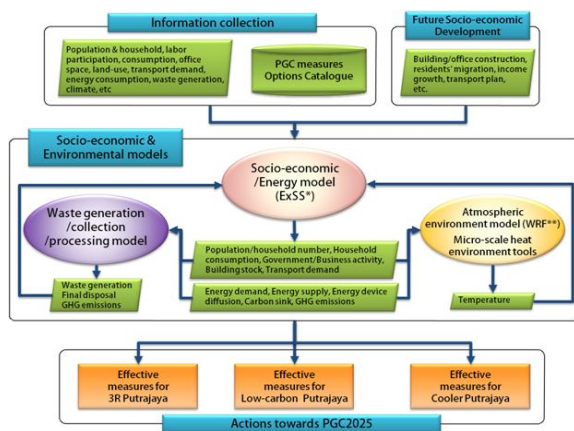 Information collection
Population & household, labor
participation, consumption, office
space, land-use, transport demand,
energy consumption, waste generation,
climate, etc
PGC measures
Options Catalogue
Future Socio-economic
Development
Building/office construction,
residents' migration, income
growth, transport plan,
etc.
Socio-economic &
Environmental models
Socio-economic
/Energy model
(ExSS*)
Waste generation
/collection
/processing model
Atmospheric
environment model (WRF**)
Micro-scale heat
environment tools
Population/household number, Household
consumption, Government/Business activity,
Building stock, Transport demand
Waste generation
Final disposal
GHG emissions
Energy demand, Energy supply, Energy device
diffusion, Carbon sink, GHG emissions
Temperature
Effective
measures for
3R Putrajaya
Effective
measures for
Low-carbon Putrajaya
Effective
measures for
Cooler Putrajaya
Actions towards PGC2025